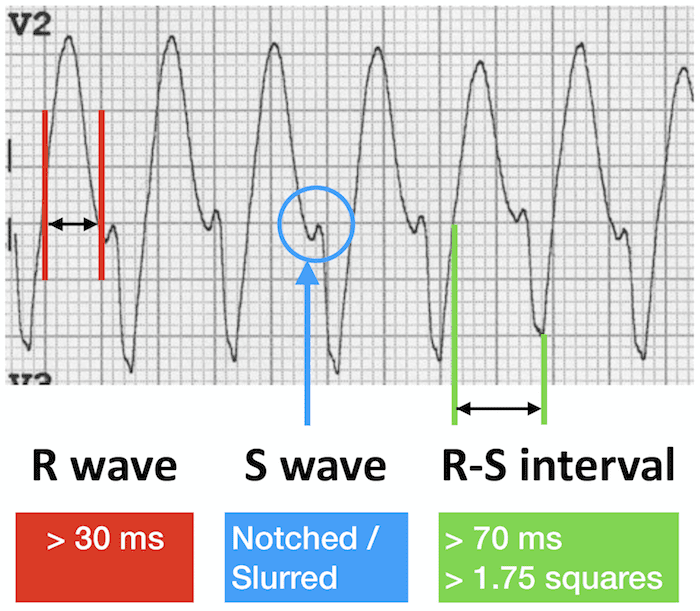 V2
V3
R wave
S wave
R-S interval
> 30 ms
Notched /
Slurred
> 70 ms
> 1.75 squares